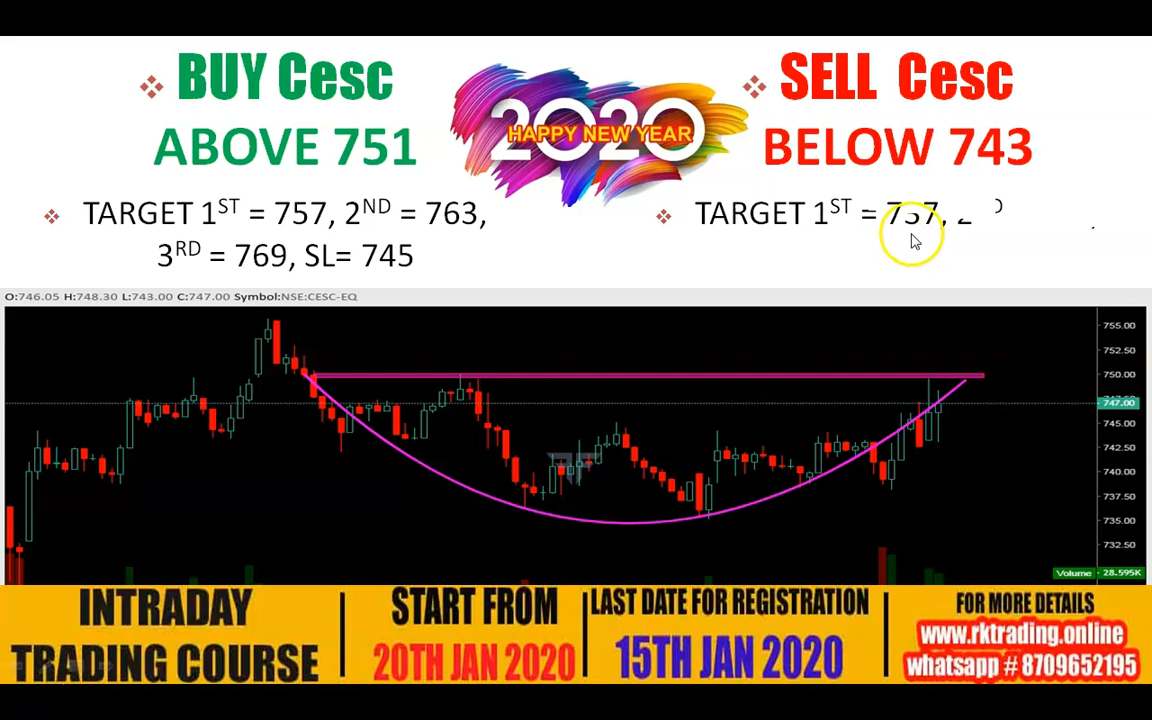 BUY Cesc
ABOVE 751
TARGET 1ST = 757, 2ND = 763,
3RD = 769, SL= 745
2020
HAPPY NEW YEAR
SELL Cesc
BELOW 743
TARGET 1ST = 737,
O:746.05 H:748.30 L:743.00 C:747.00 Symbol:NSE:CESC-EQ
755.00
752.50
750.00
747.00
745.00
742.50
740.00
737.50
735.00
732.50
Volume 28.595K
INTRADAY
TRADING COURSE
START FROM
20TH JAN 2020
LAST DATE FOR REGISTRATION
15TH JAN 2020
FOR MORE DETAILS
www.rktrading.online
whatsapp # 8709652195